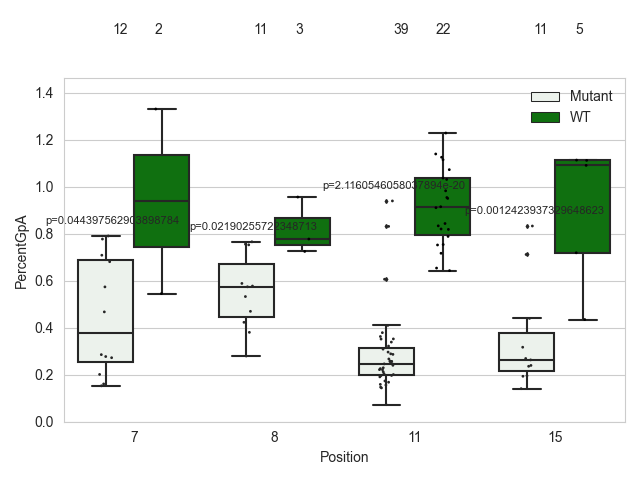 12 2 11 3 39 22 11 5
1.4
1.2
1.0
0.8
0.6
0.4
0.2
0.0
PercentGpA
Mutant
WT
p=0.044397562903898784
p=0.02190255722348713
p=2.1160546058037894e-20
p=0.0012423937329648623
7 8 11 15
Position